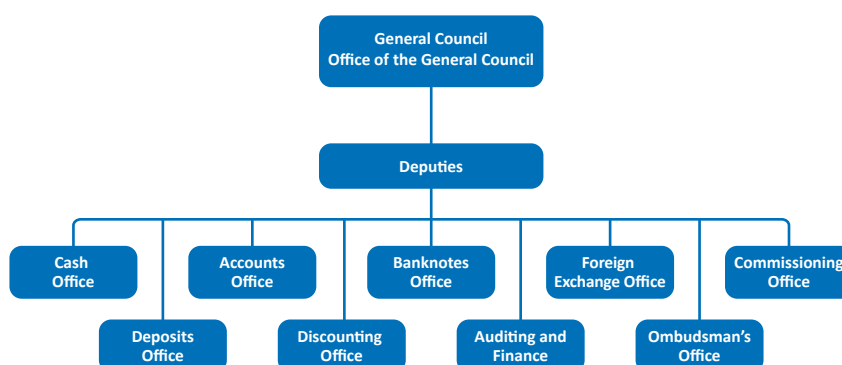 General Council
Office of the General Council
Deputies
Cash
Office
Accounts
Office
Banknotes
Office
Foreign
Exchange Office
Commissioning
Office
Deposits
Office
Discounting
Office
Auditing and
Finance
Ombudsman's
Office